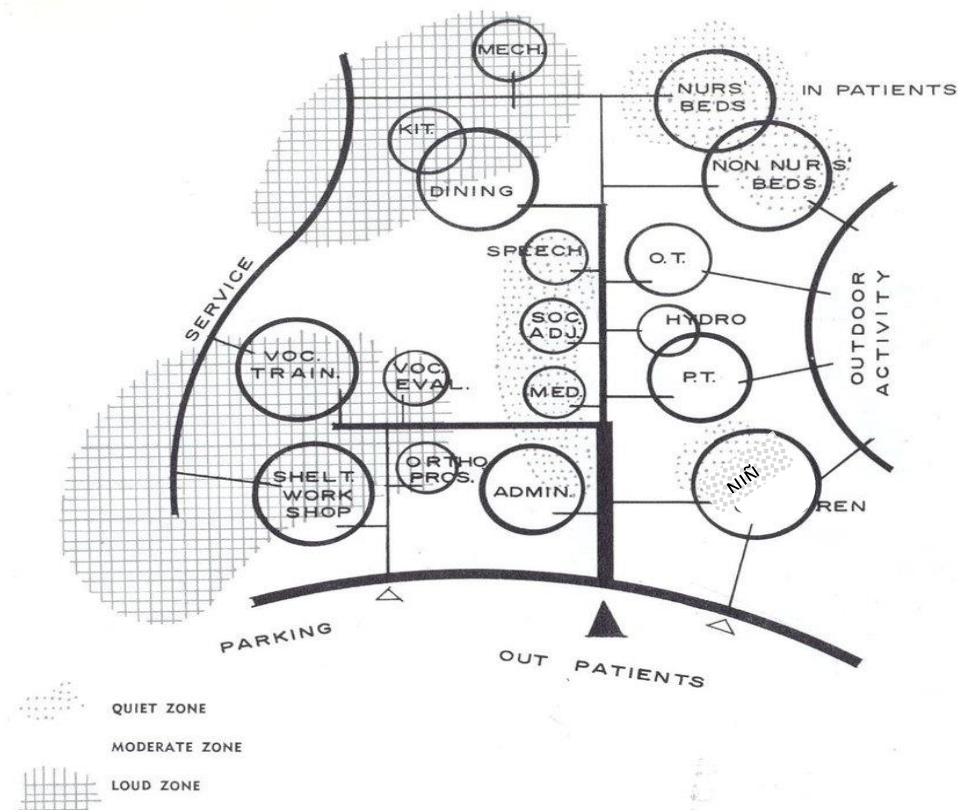 MECH.
NURS'
BEDS
IN PATIENTS
KIT.
DINING
NON NURS'
BEDS
SPEECH
O.T.
SERVICE
SOC.
ADJ.
HYDRO
OUTDOOR
ACTIVITY
VOC.
TRAIN.
VOC.
EVAL.
MED.
P.T.
SHELT.
WORK
SHOP
ORTHO
PROS.
ADMIN.
NIÑ
REN
PARKING
OUT PATIENTS
QUIET ZONE
MODERATE ZONE
LOUD ZONE